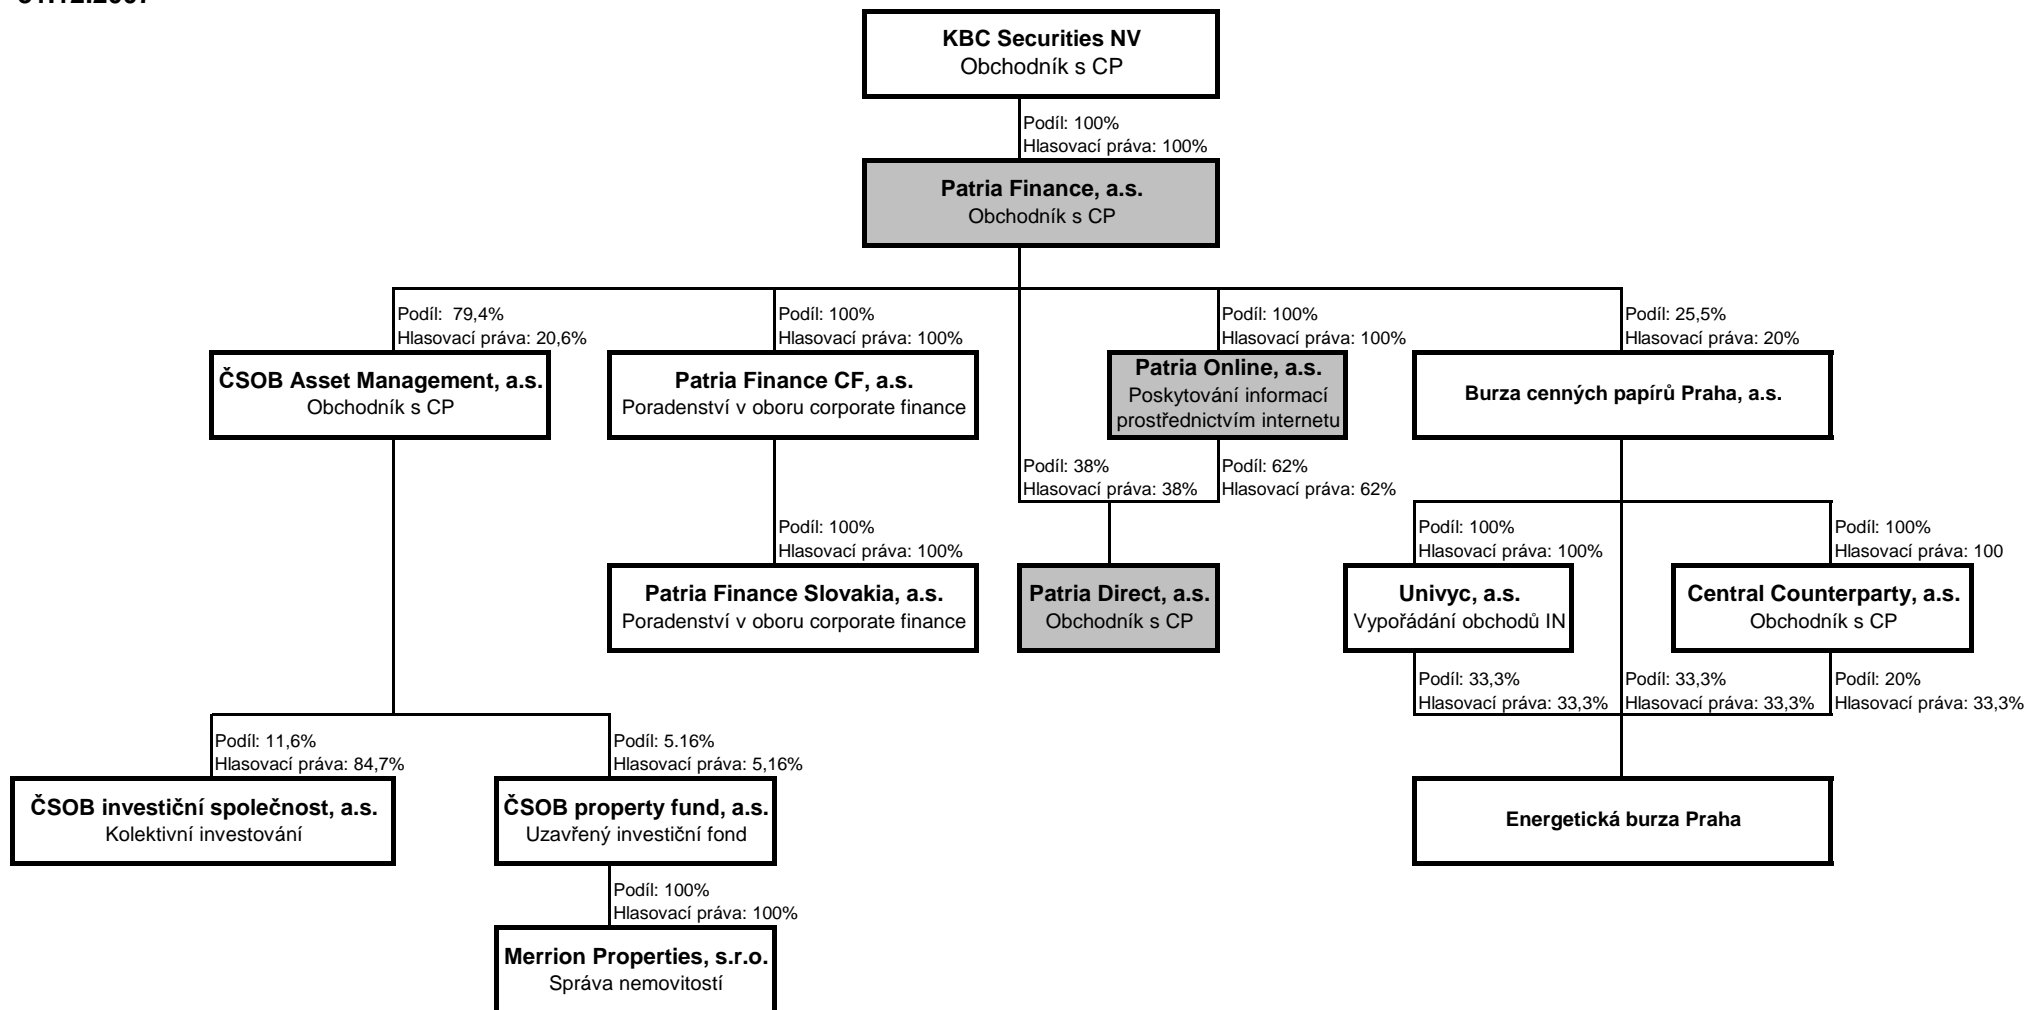 KBC Securities NV
Obchodník s CP
Podíl: 100%
Hlasovací práva: 100%
Patria Finance, a.s.
Obchodník s CP
Podíl:  79,4%
Hlasovací práva: 20,6%
Podíl: 100%
Hlasovací práva: 100%
Podíl: 100%
Hlasovací práva: 100%
Podíl: 25,5%
Hlasovací práva: 20%
ČSOB Asset Management, a.s.
Obchodník s CP
Patria Finance CF, a.s.
Poradenství v oboru corporate finance
Patria Online, a.s.
Poskytování informací
prostřednictvím internetu
Burza cenných papírů Praha, a.s.
Podíl: 38%
Hlasovací práva: 38%
Podíl: 62%
Hlasovací práva: 62%
Podíl: 100%
Hlasovací práva: 100%
Podíl: 100%
Hlasovací práva: 100%
Podíl: 100%
Hlasovací práva: 100
Patria Finance Slovakia, a.s.
Poradenství v oboru corporate finance
Patria Direct, a.s.
Obchodník s CP
Univyc, a.s.
Vypořádání obchodů IN
Central Counterparty, a.s.
Obchodník s CP
Podíl: 33,3%
Hlasovací práva: 33,3%
Podíl: 33,3%
Hlasovací práva: 33,3%
Podíl: 20%
Hlasovací práva: 33,3%
Podíl: 11,6%
Hlasovací práva: 84,7%
Podíl: 5.16%
Hlasovací práva: 5,16%
ČSOB investiční společnost, a.s.
Kolektivní investování
ČSOB property fund, a.s.
Uzavřený investiční fond
Energetická burza Praha
Podíl: 100%
Hlasovací práva: 100%
Merrion Properties, s.r.o.
Správa nemovitostí